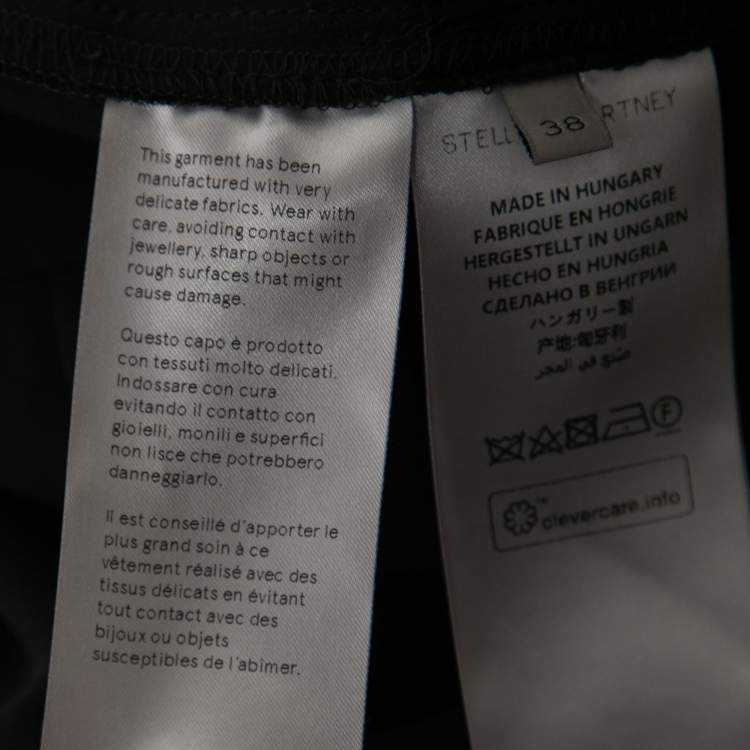 This garment has been
manufactured with very
delicate fabrics. Wear with
care, avoiding contact with
jewellery, sharp objects or
rough surfaces that might
cause damage.
Questo capo è prodotto
con tessuti molto delicati.
Indossare con cura
evitando il contatto con
gioielli, monili e superfici
non lisce che potrebbero
danneggiarlo.
Il est conseillé d'apporter le
plus grand soin à ce
vêtement réalisé avec des
tissus délicats en évitant
tout contact avec des
bijoux ou objets
susceptibles de l'abîmer.
STELL RTNEY
38
MADE IN HUNGARY
FABRIQUE EN HONGRIE
HERGESTELLT IN UNGARN
HECHO EN HUNGRIA
СДЕЛАНО В ВЕНГРИИ
ハンガリー製
产地:匈牙利
صنع في المجر
F
clevercare.info™